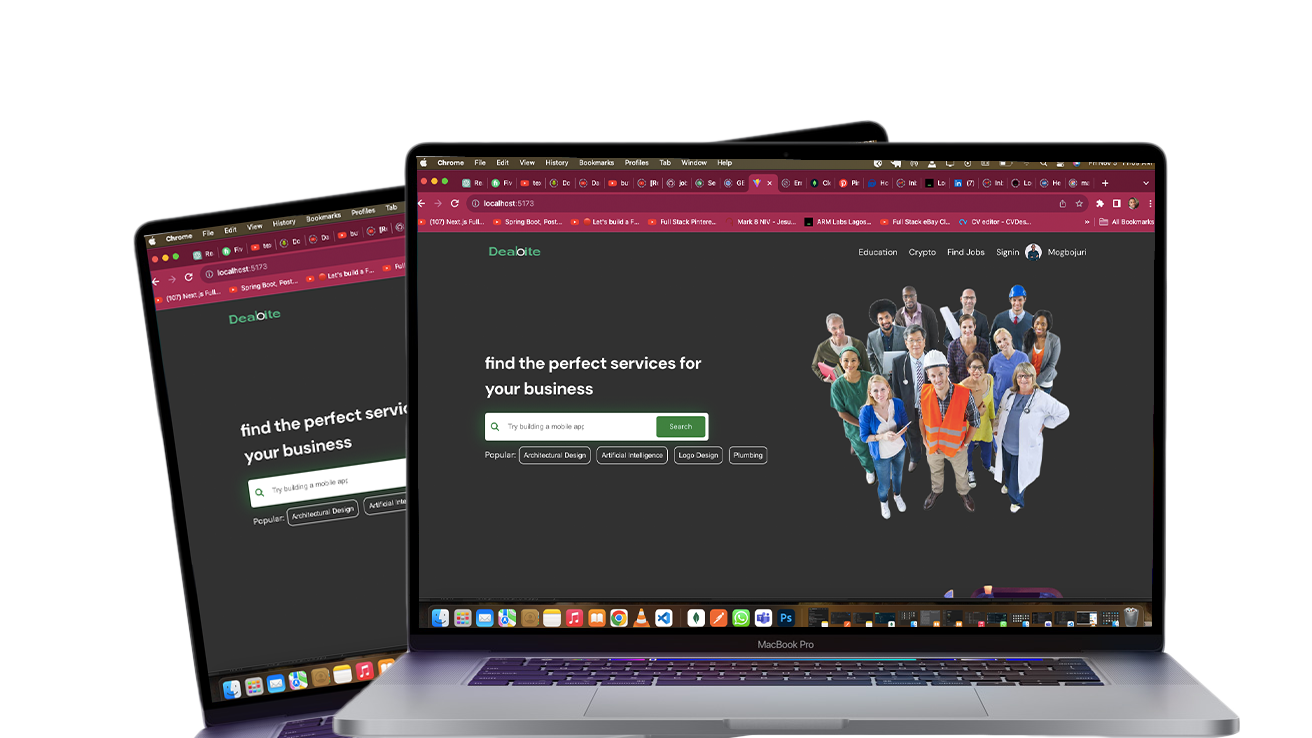 Chrome File Edit View History Bookmarks Profiles Tab Window Help
localhost:5173
(107) Next.js Full... Spring Boot, Post... Let's build a F... Full Stack Pintere... Mark 8 NIV - Jesu... ARM Labs Lagos... Full Stack eBay Cl... CV editor - CVDes... » All Bookmarks
Dealbite
Education Crypto Find Jobs Signin Mogbojuri
find the perfect services for
your business
Try building a mobile app
Search
Popular: Architectural Design Artificial Intelligence Logo Design Plumbing
MacBook Pro
Chrome File Edit View History Bookmarks Profiles Tab
localhost:5173
(107) Next.js Full... Spring Boot, Post... Let's build a F... Full
Dealbite
find the perfect servic
your business
Try building a mobile app
Popular: Architectural Design Artificial Inte